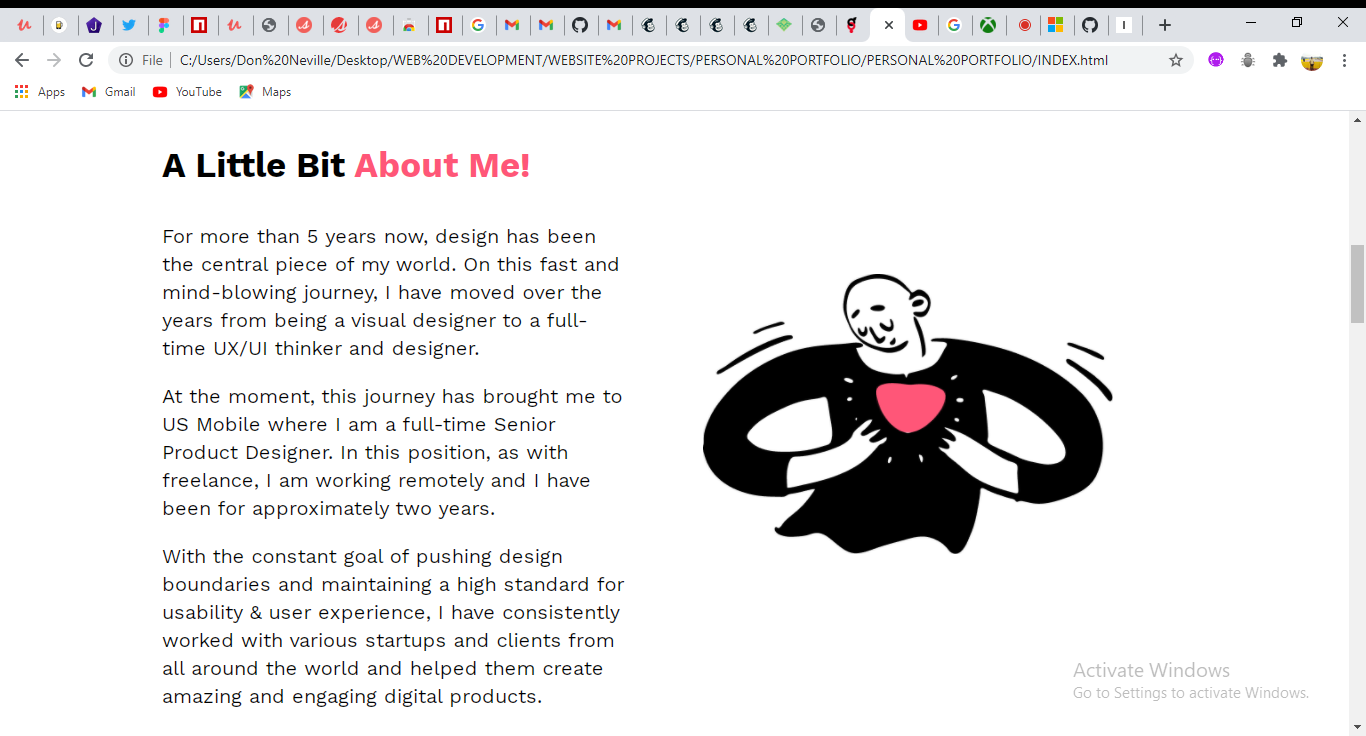 File
C:/Users/Don%20Neville/Desktop/WEB%20DEVELOPMENT/WEBSITE%20PROJECTS/PERSONAL%20PORTFOLIO/PERSONAL%20PORTFOLIO/INDEX.html
Apps Gmail YouTube Maps
A Little Bit About Me!
For more than 5 years now, design has been
the central piece of my world. On this fast and
mind-blowing journey, I have moved over the
years from being a visual designer to a full-
time UX/UI thinker and designer.
At the moment, this journey has brought me to
US Mobile where I am a full-time Senior
Product Designer. In this position, as with
freelance, I am working remotely and I have
been for approximately two years.
With the constant goal of pushing design
boundaries and maintaining a high standard for
usability & user experience, I have consistently
worked with various startups and clients from
all around the world and helped them create
amazing and engaging digital products.
Activate Windows
Go to Settings to activate Windows.